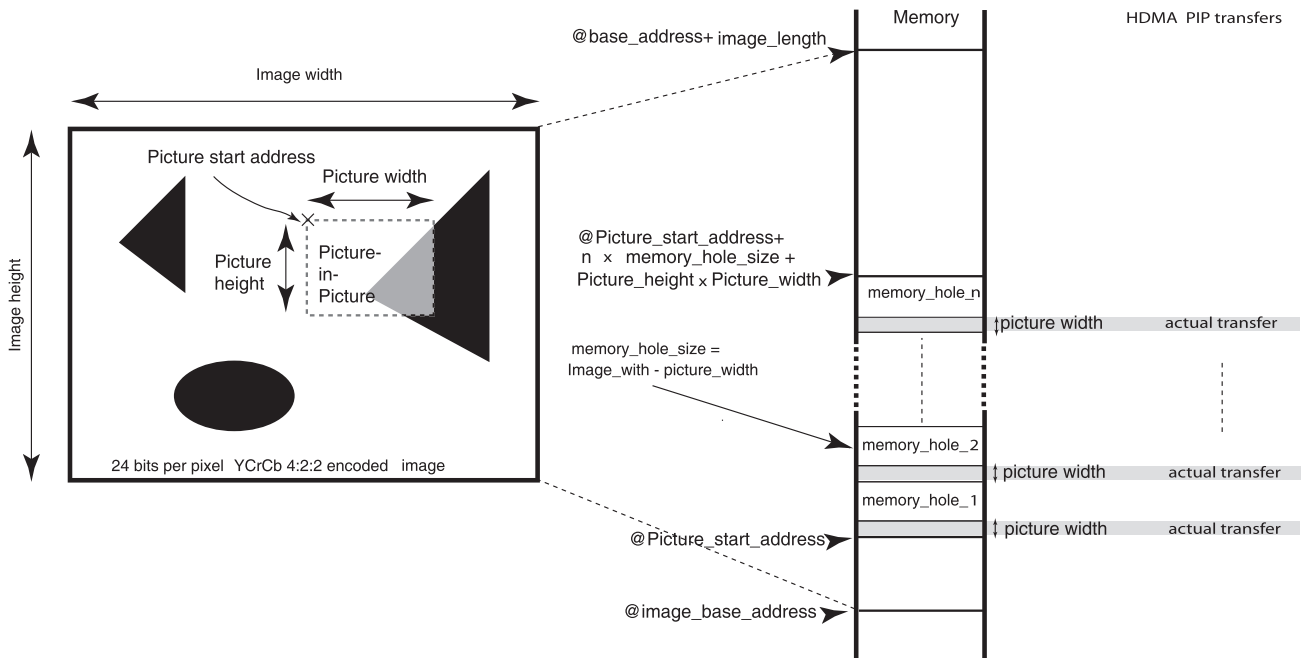 Memory
HDMA PIP transfers
@base_address+ image_length
Image width
Picture start address
Picture width
Image height
Picture
height
Picture-
in-
Picture
@Picture_start_address+
n x memory_hole_size +
Picture_height x Picture_width
memory_hole_n
picture width
actual transfer
memory_hole_size =
Image_with - picture_width
memory_hole_2
picture width
actual transfer
memory_hole_1
picture width
actual transfer
24 bits per pixel YCrCb 4:2:2 encoded image
@Picture_start_address
@image_base_address